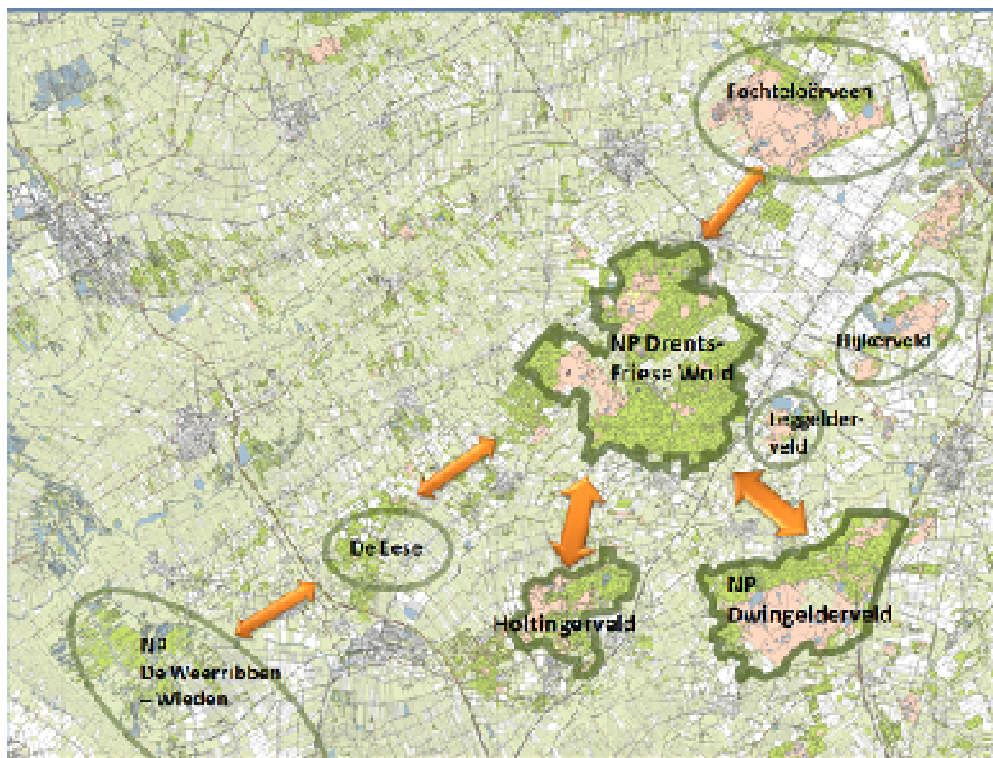 Fochteloërveen
Hijkerveld
NP Drents-
Friese Wold
Leggelder-
veld
De Eese
NP
Dwingelderveld
Holtingerveld
NP
De Weerribben
– Wieden